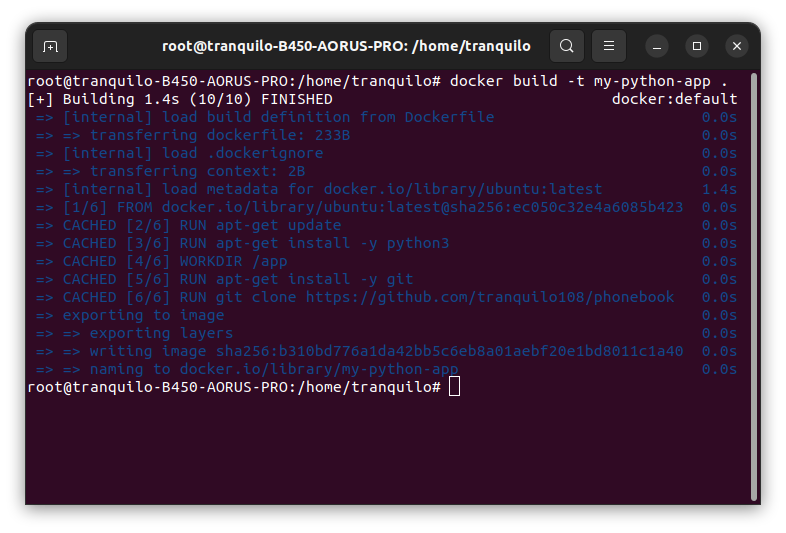 root@tranquilo-B450-AORUS-PRO: /home/tranquilo
root@tranquilo-B450-AORUS-PRO:/home/tranquilo# docker build -t my-python-app .
[+] Building 1.4s (10/10) FINISHED docker:default
=> [internal] load build definition from Dockerfile 0.0s
=> => transferring dockerfile: 233B 0.0s
=> [internal] load .dockerignore 0.0s
=> => transferring context: 2B 0.0s
=> [internal] load metadata for docker.io/library/ubuntu:latest 1.4s
=> [1/6] FROM docker.io/library/ubuntu:latest@sha256:ec050c32e4a6085b423 0.0s
=> CACHED [2/6] RUN apt-get update 0.0s
=> CACHED [3/6] RUN apt-get install -y python3 0.0s
=> CACHED [4/6] WORKDIR /app 0.0s
=> CACHED [5/6] RUN apt-get install -y git 0.0s
=> CACHED [6/6] RUN git clone https://github.com/tranquilo108/phonebook 0.0s
=> exporting to image 0.0s
=> => exporting layers 0.0s
=> => writing image sha256:b310bd776a1da42bb5c6eb8a01aebf20e1bd8011c1a40 0.0s
=> => naming to docker.io/library/my-python-app 0.0s
root@tranquilo-B450-AORUS-PRO:/home/tranquilo#